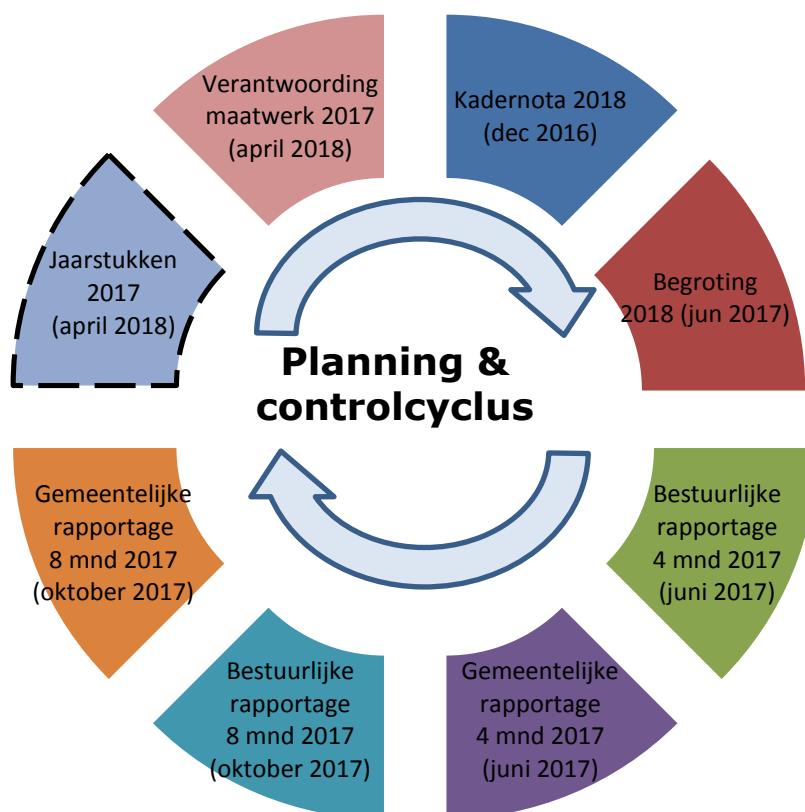 Verantwoording
maatwerk 2017
(april 2018)
Kadernota 2018
(dec 2016)
Begroting
2018 (jun 2017)
Bestuurlijke
rapportage
4 mnd 2017
(juni 2017)
Gemeentelijke
rapportage
4 mnd 2017
(juni 2017)
Bestuurlijke
rapportage
8 mnd 2017
(oktober 2017)
Gemeentelijke
rapportage
8 mnd 2017
(oktober 2017)
Jaarstukken
2017
(april 2018)
Planning &
controlcyclus